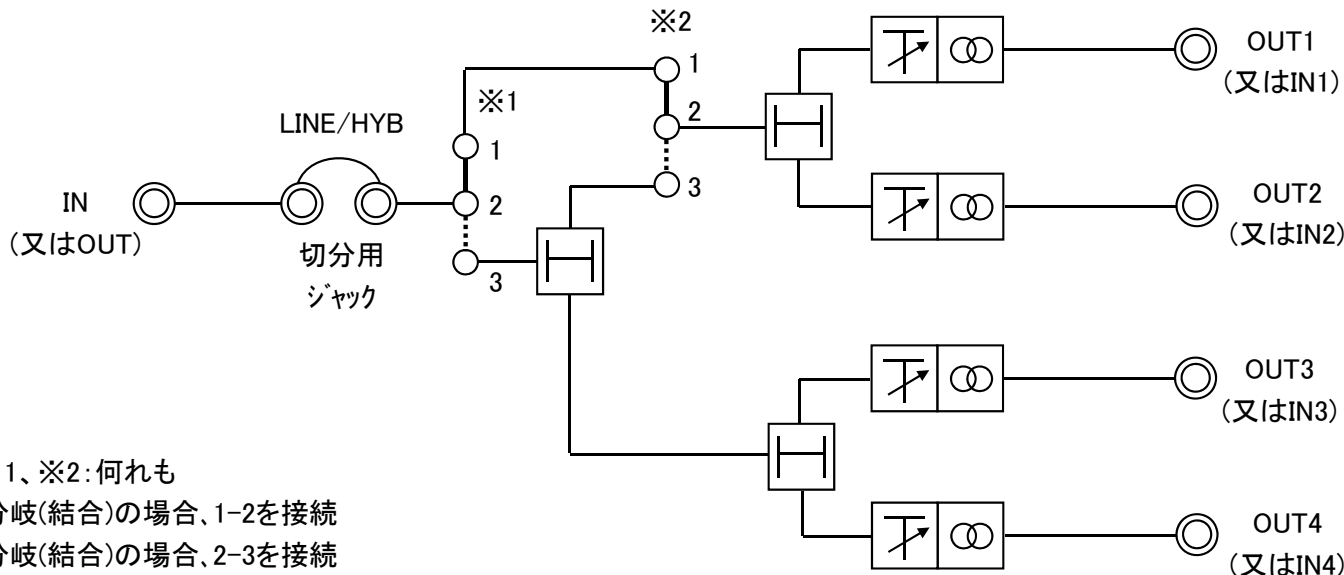 ※2
1
2
3
※1
1
2
3
LINE/HYB
IN
(又はOUT)
切分用
ジャック
OUT1
(又はIN1)
OUT2
(又はIN2)
OUT3
(又はIN3)
OUT4
(又はIN4)
1、※2:何れも
分岐(結合)の場合、1-2を接続
分岐(結合)の場合、2-3を接続